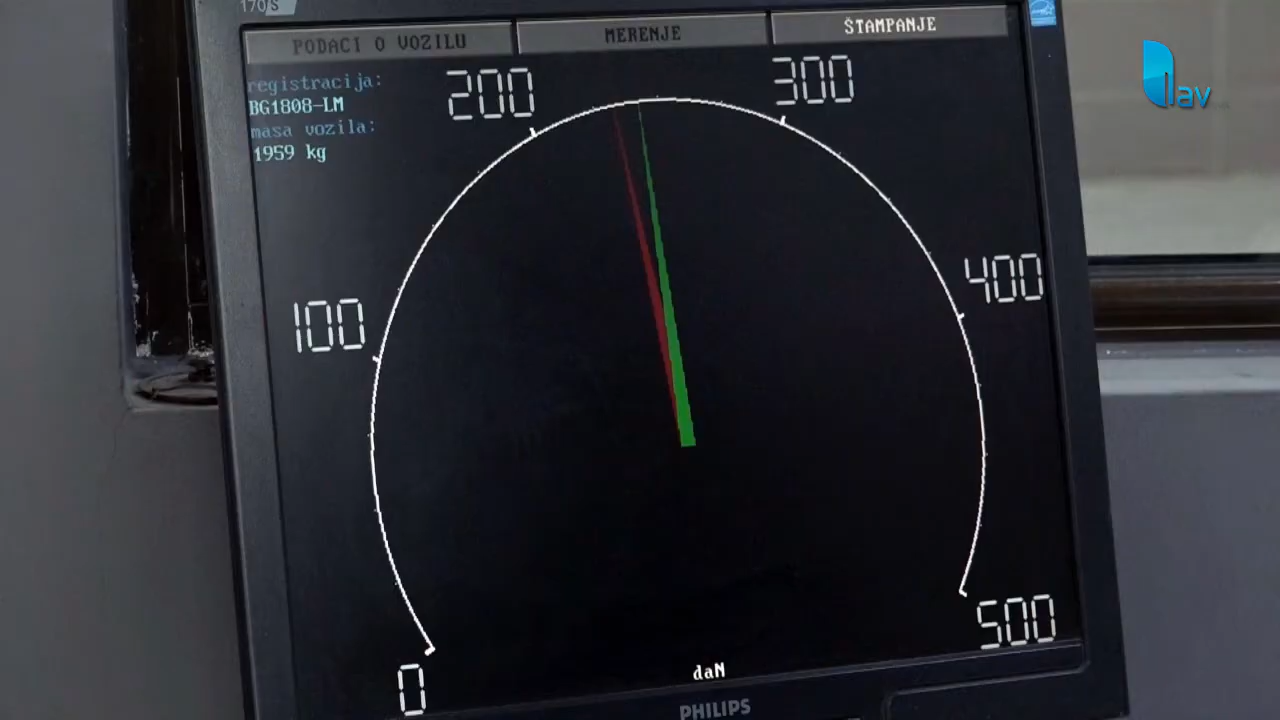 170S
PODACI O VOZILU
MERENJE
ŠTAMPANJE
registracija:
BG1808-LM
masa vozila:
1959 kg
200
300
100
400
0
500
daN
PHILIPS
lav